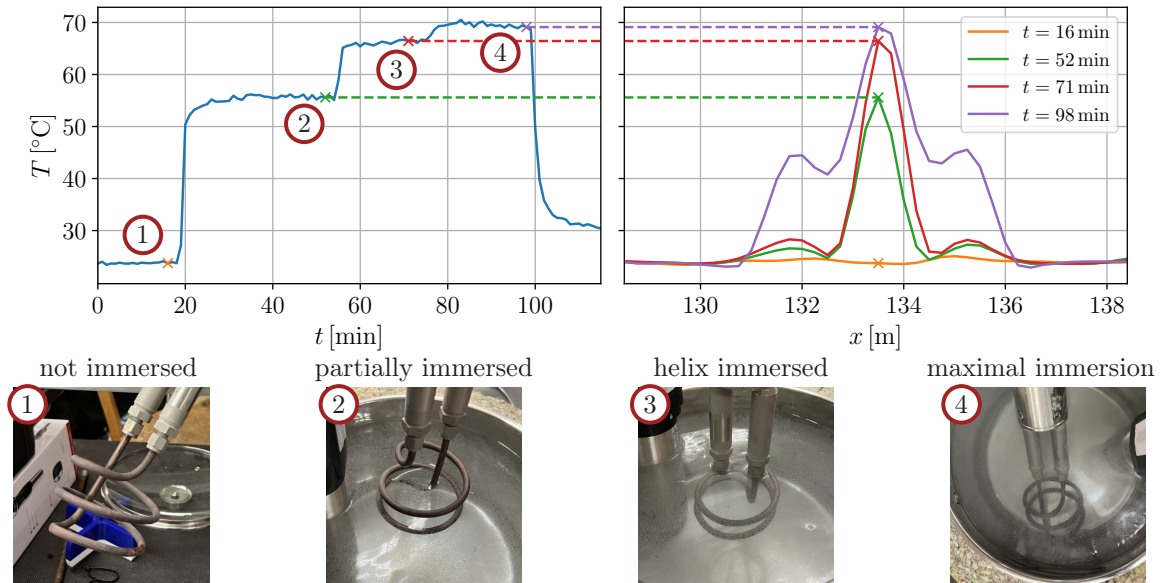 70
60
50
40
30
T [°C]
0
20
40
60
80
100
t [min]
1
2
3
4
t = 16 min
t = 52 min
t = 71 min
t = 98 min
130
132
134
136
138
x [m]
not immersed
partially immersed
helix immersed
maximal immersion
1
2
3
4